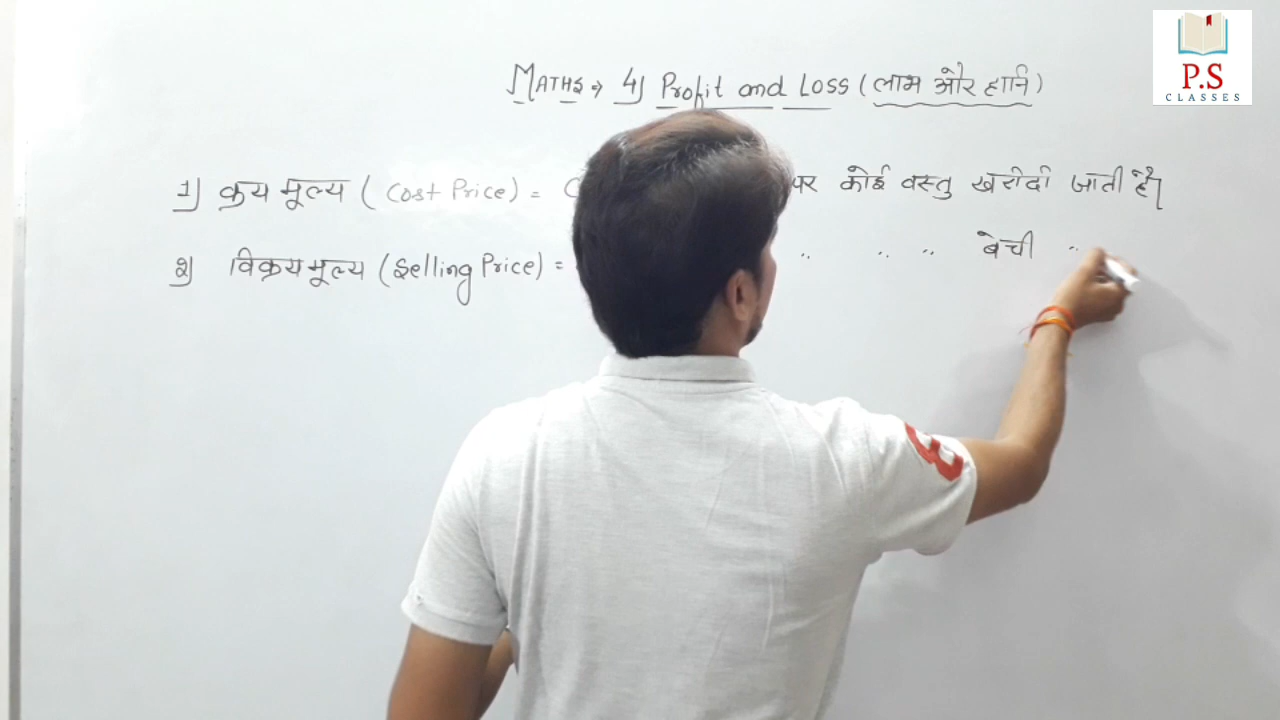 MATHS → 4) Profit and Loss (लाभ और हानि)
P.S
CLASSES
1) क्रय मूल्य (Cost Price) = पर कोई वस्तु खरीदी जाती है।
2) विक्रय मूल्य (Selling Price) = " " " बेची "